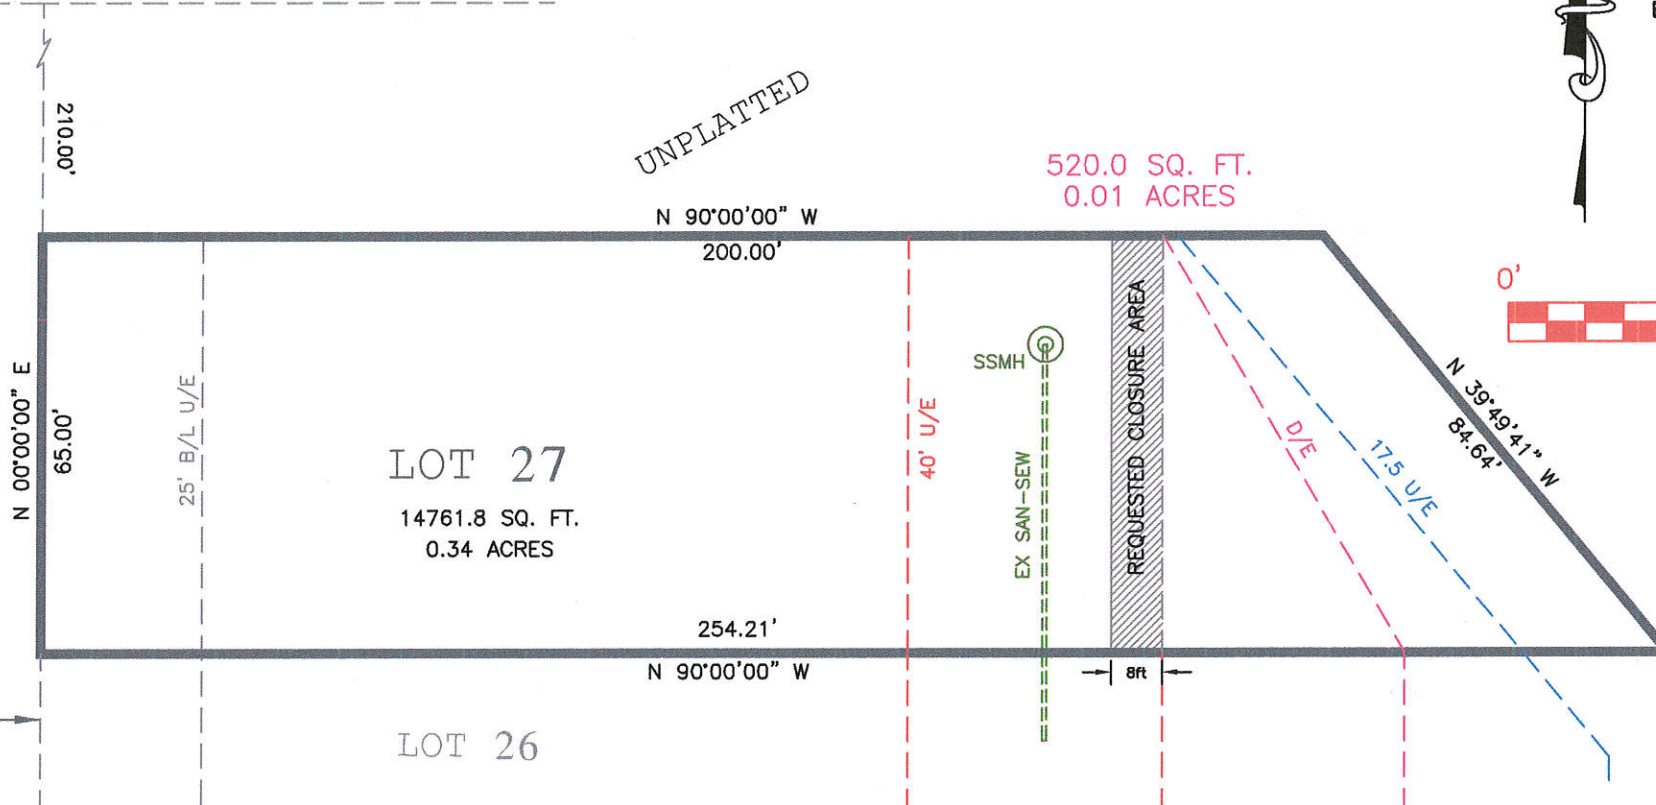 210.00'
UNPLATTED
520.0 SQ. FT.
0.01 ACRES
N 90°00'00" W
200.00'
0'
N 00°00'00" E
65.00'
25' B/L U/E
LOT 27
14761.8 SQ. FT.
0.34 ACRES
40' U/E
SSMH
EX SAN-SEW
REQUESTED CLOSURE AREA
D/E
17.5 U/E
N 39°49'41" W
84.64'
254.21'
N 90°00'00" W
8ft
LOT 26